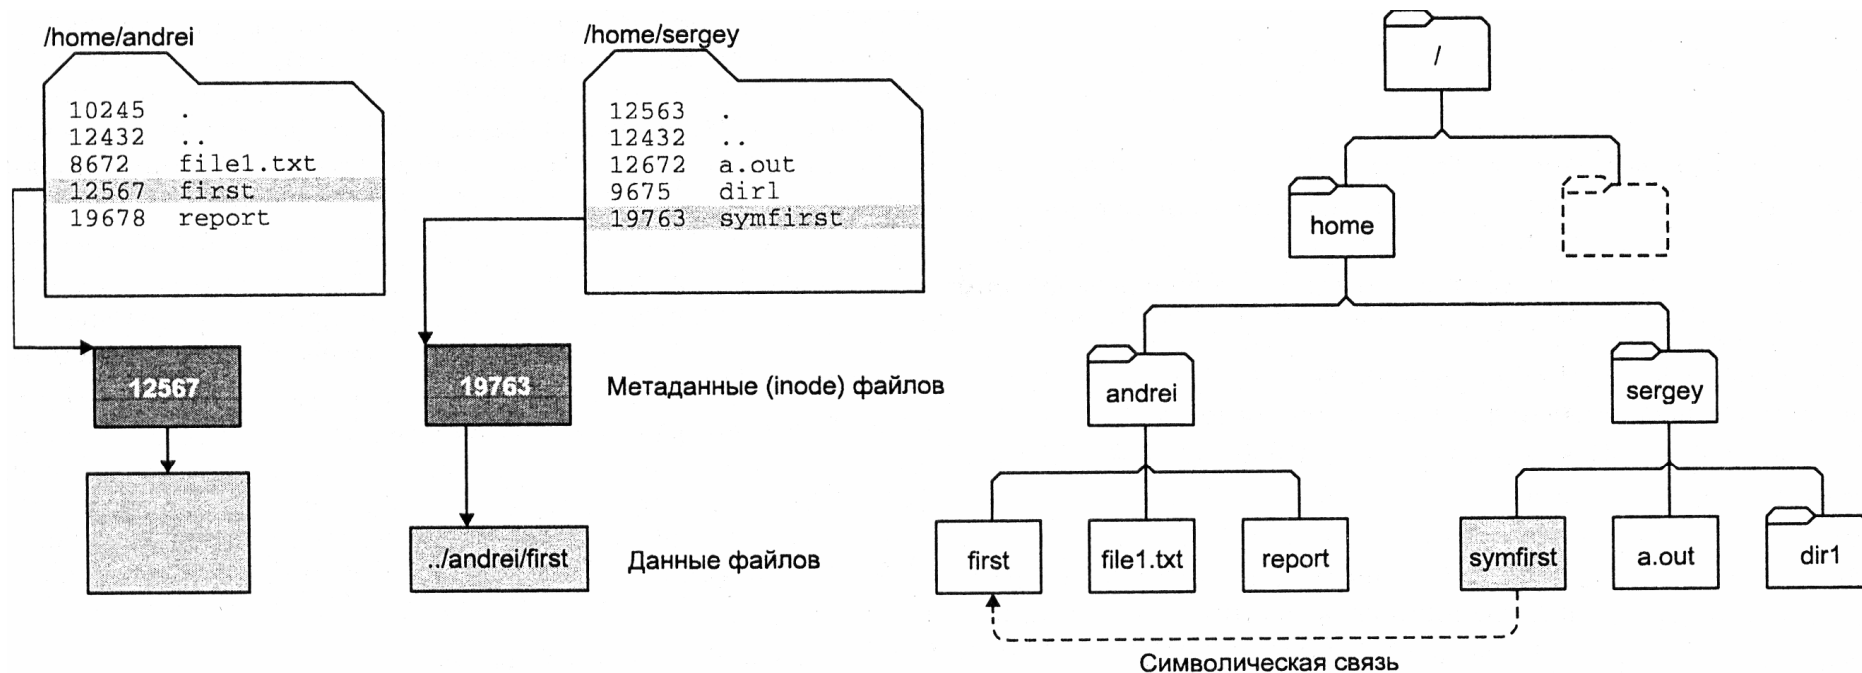 /home/andrei
10245 .
12432 ..
8672 file1.txt
12567 first
19678 report
/home/sergey
12563 .
12432 ..
12672 a.out
9675 dirl
19763 symfirst
12567
19763
Метаданные (inode) файлов
../andrei/first
Данные файлов
/
home
andrei
sergey
first
file1.txt
report
symfirst
a.out
dir1
Символическая связь